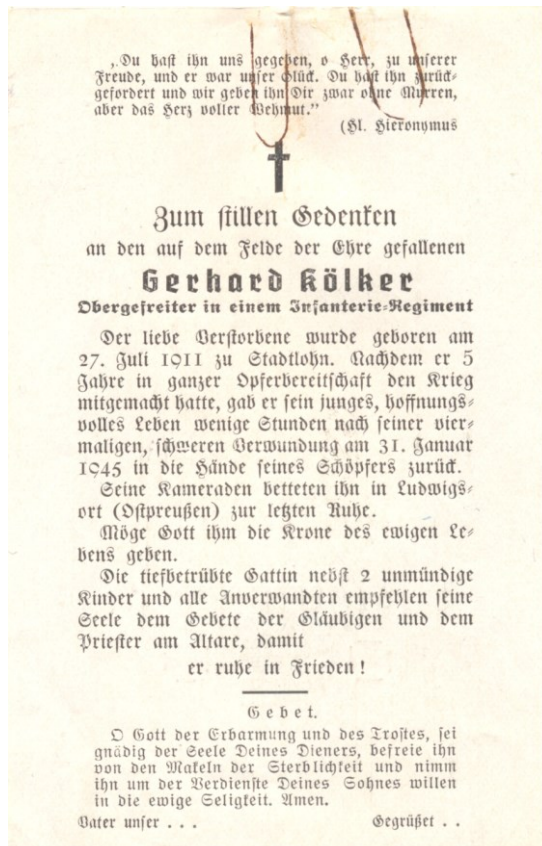 „Du hast ihn uns gegeben, o Herr, zu unserer
Freude, und er war unser Glück. Du hast ihn zurück-
gefordert und wir geben ihn Dir zwar ohne Murren,
aber das Herz voller Wehmut.”
(Hl. Hieronymus
Zum stillen Gedenken
an den auf dem Felde der Ehre gefallenen
Gerhard Kölker
Obergefreiter in einem Infanterie-Regiment
Der liebe Verstorbene wurde geboren am
27. Juli 1911 zu Stadtlohn. Nachdem er 5
Jahre in ganzer Opferbereitschaft den Krieg
mitgemacht hatte, gab er sein junges, hoffnungs-
volles Leben wenige Stunden nach seiner vier-
maligen, schweren Verwundung am 31. Januar
1945 in die Hände seines Schöpfers zurück.
Seine Kameraden betteten ihn in Ludwigs-
ort (Ostpreußen) zur letzten Ruhe.
Möge Gott ihm die Krone des ewigen Le-
bens geben.
Die tiefbetrübte Gattin nebst 2 unmündige
Kinder und alle Anverwandten empfehlen seine
Seele dem Gebete der Gläubigen und dem
Priester am Altare, damit
er ruhe in Frieden!
Gebet.
O Gott der Erbarmung und des Trostes, sei
gnädig der Seele Deines Dieners, befreie ihn
von den Makeln der Sterblichkeit und nimm
ihn um der Verdienste Deines Sohnes willen
in die ewige Seligkeit. Amen.
Vater unser . . . Gegrüßet . .